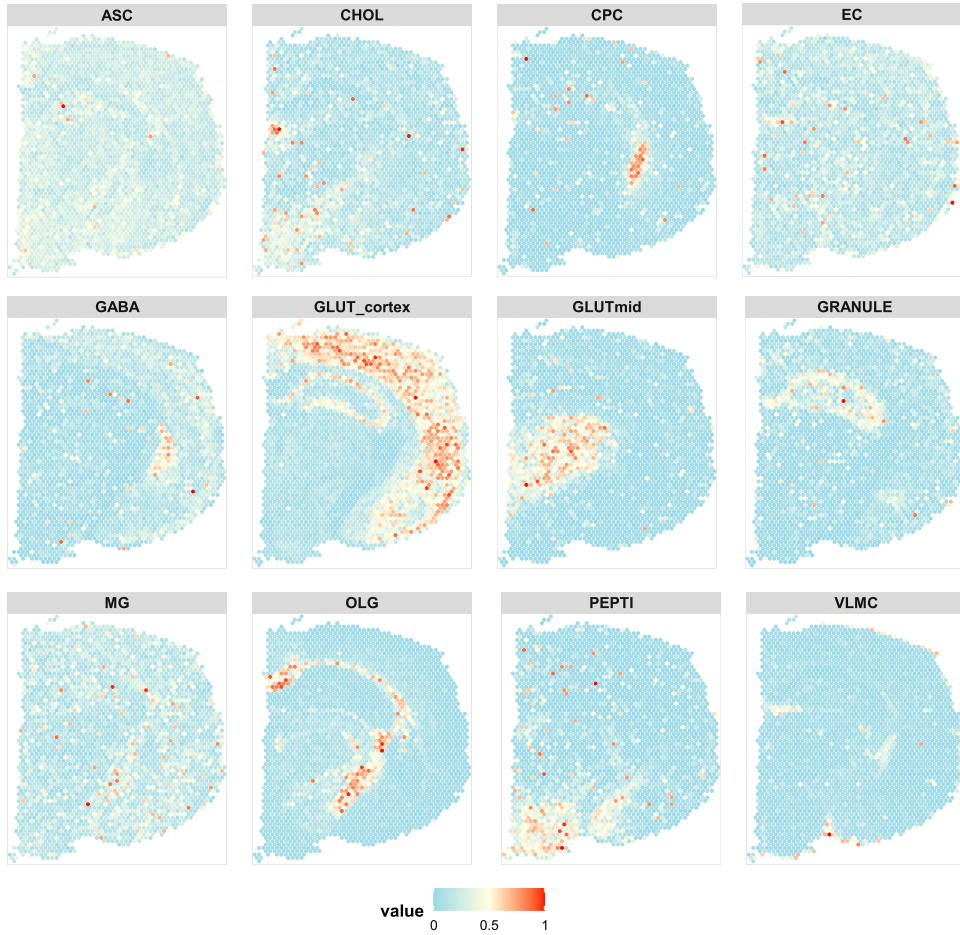 ASC CHOL CPC EC
GABA GLUT_cortex GLUTmid GRANULE
MG OLG PEPTI VLMC
value
0 0.5 1